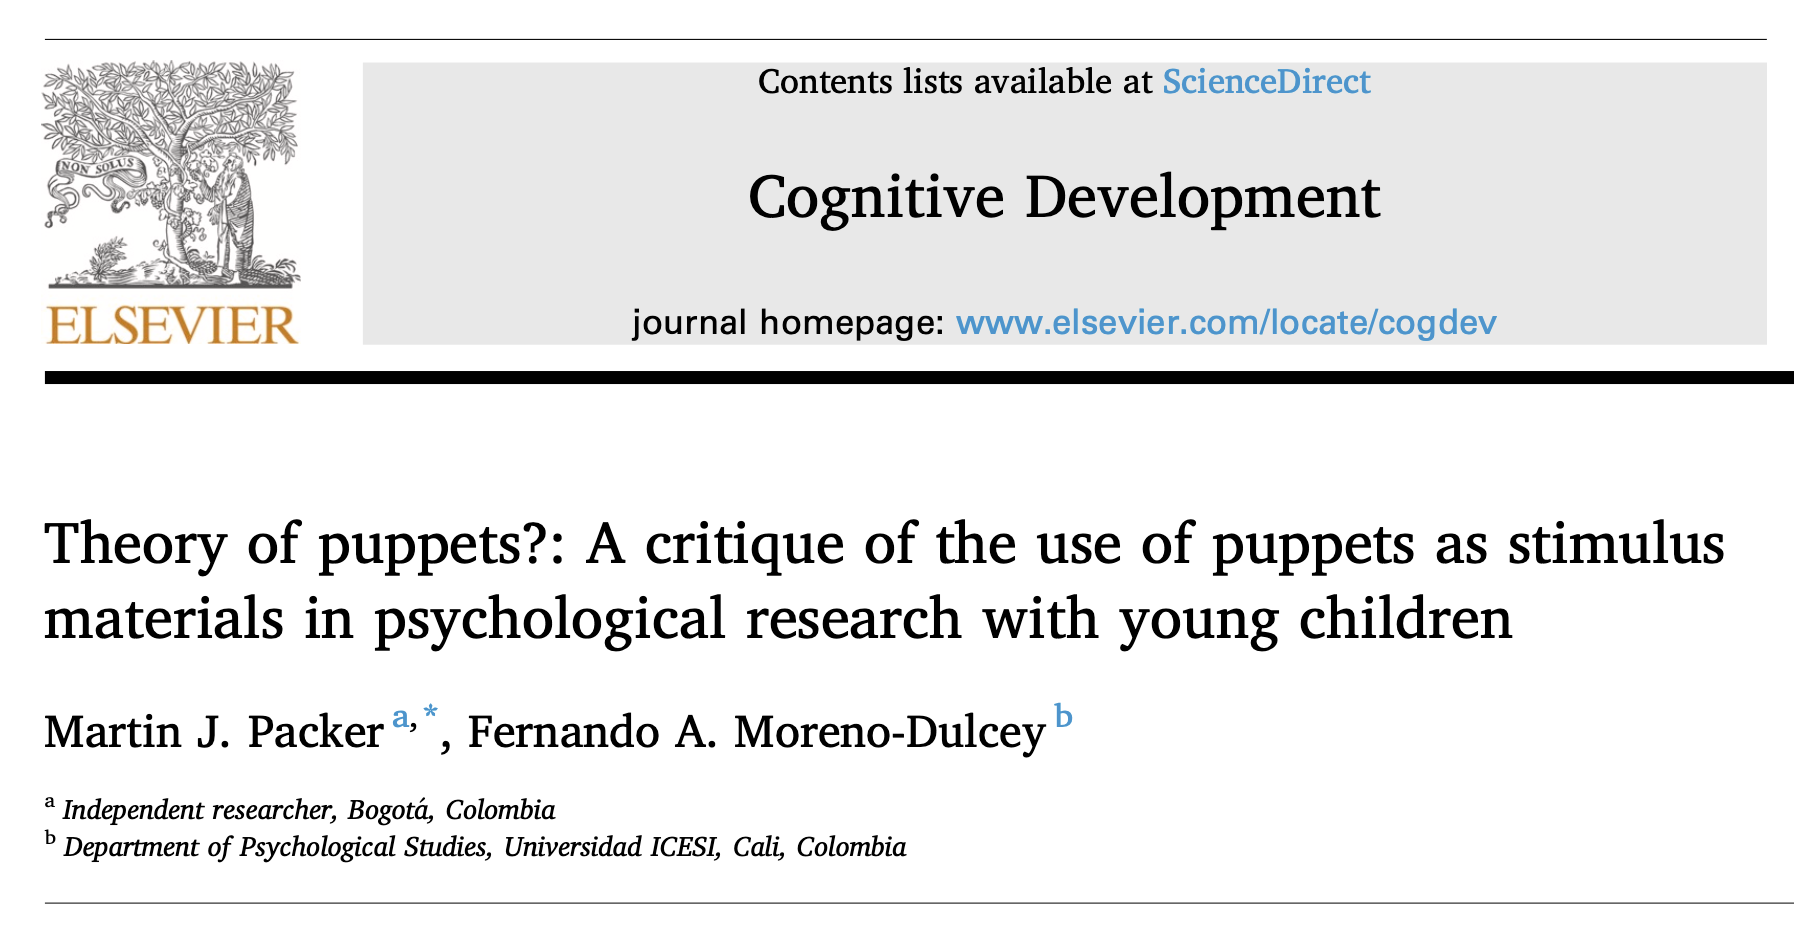 Contents lists available at ScienceDirect
NON SOLUS
Cognitive Development
ELSEVIER
journal homepage: www.elsevier.com/locate/cogdev
Theory of puppets?: A critique of the use of puppets as stimulus
materials in psychological research with young children
Martin J. Packer a,*, Fernando A. Moreno-Dulcey b
a Independent researcher, Bogotá, Colombia
b Department of Psychological Studies, Universidad ICESI, Cali, Colombia